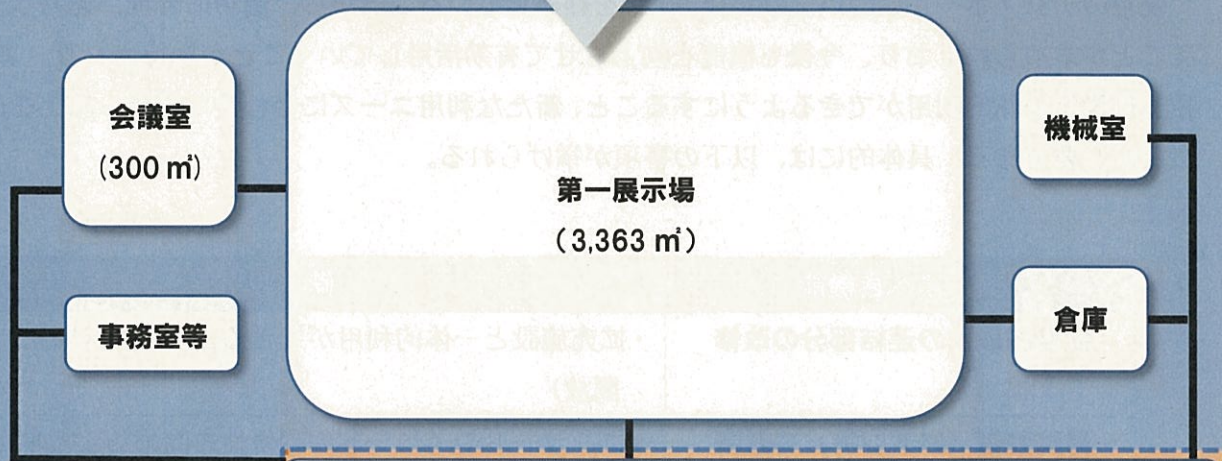 会議室
(300 ㎡)
第一展示場
(3,363 ㎡)
機械室
事務室等
倉庫